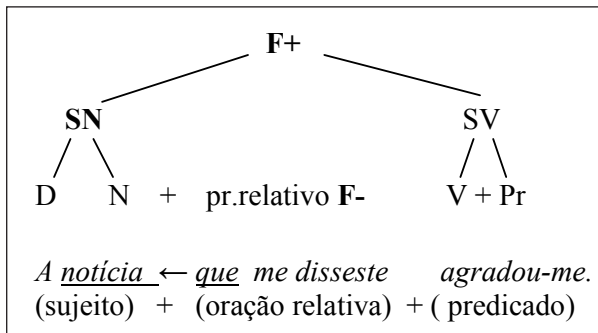 F+
SN SV
D N + pr.relativo F- V + Pr
A notícia ← que me disseste agradou-me.
(sujeito) + (oração relativa) + ( predicado)